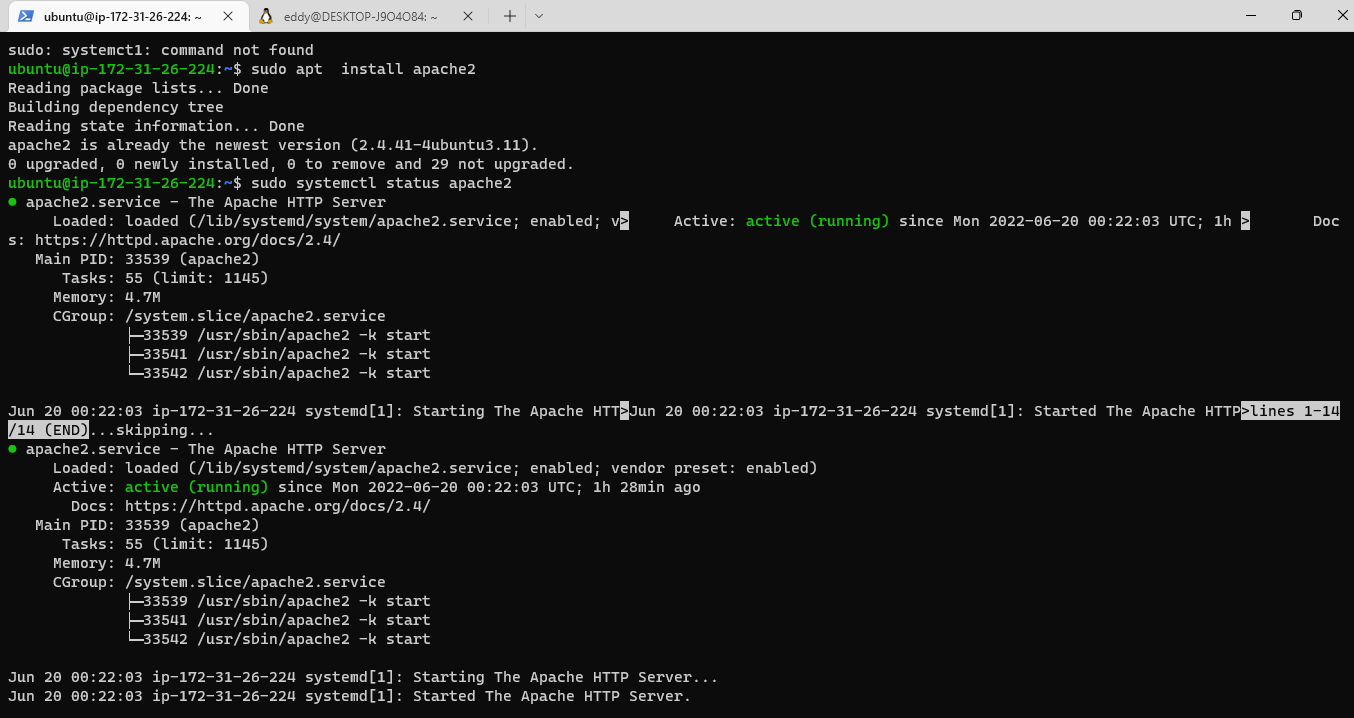 ubuntu@ip-172-31-26-224: ~ eddy@DESKTOP-J9O4O84: ~
sudo: systemct1: command not found
ubuntu@ip-172-31-26-224:~$ sudo apt  install apache2
Reading package lists... Done
Building dependency tree
Reading state information... Done
apache2 is already the newest version (2.4.41-4ubuntu3.11).
0 upgraded, 0 newly installed, 0 to remove and 29 not upgraded.
ubuntu@ip-172-31-26-224:~$ sudo systemctl status apache2
● apache2.service - The Apache HTTP Server
     Loaded: loaded (/lib/systemd/system/apache2.service; enabled; v>     Active: active (running) since Mon 2022-06-20 00:22:03 UTC; 1h >       Doc
s: https://httpd.apache.org/docs/2.4/
   Main PID: 33539 (apache2)
      Tasks: 55 (limit: 1145)
     Memory: 4.7M
     CGroup: /system.slice/apache2.service
             ├─33539 /usr/sbin/apache2 -k start
             ├─33541 /usr/sbin/apache2 -k start
             └─33542 /usr/sbin/apache2 -k start
Jun 20 00:22:03 ip-172-31-26-224 systemd[1]: Starting The Apache HTT>Jun 20 00:22:03 ip-172-31-26-224 systemd[1]: Started The Apache HTTP>lines 1-14
/14 (END)...skipping...
● apache2.service - The Apache HTTP Server
     Loaded: loaded (/lib/systemd/system/apache2.service; enabled; vendor preset: enabled)
     Active: active (running) since Mon 2022-06-20 00:22:03 UTC; 1h 28min ago
       Docs: https://httpd.apache.org/docs/2.4/
   Main PID: 33539 (apache2)
      Tasks: 55 (limit: 1145)
     Memory: 4.7M
     CGroup: /system.slice/apache2.service
             ├─33539 /usr/sbin/apache2 -k start
             ├─33541 /usr/sbin/apache2 -k start
             └─33542 /usr/sbin/apache2 -k start
Jun 20 00:22:03 ip-172-31-26-224 systemd[1]: Starting The Apache HTTP Server...
Jun 20 00:22:03 ip-172-31-26-224 systemd[1]: Started The Apache HTTP Server.